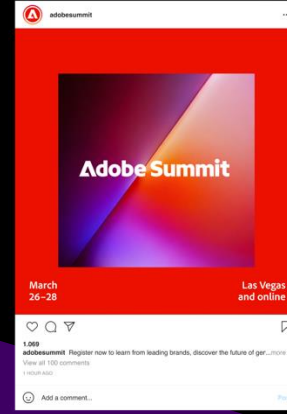 adobesummit
Adobe Summit
March
26–28
Las Vegas
and online
1.069
adobesummit Register now to learn from leading brands, discover the future of ger...more
View all 100 comments
1 HOUR AGO
Add a comment...